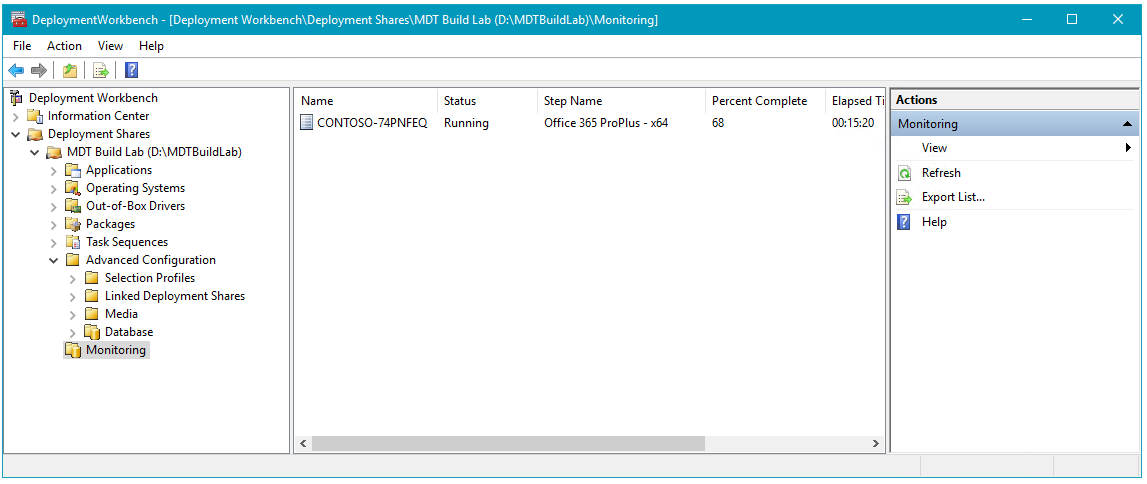 DeploymentWorkbench - [Deployment Workbench\Deployment Shares\MDT Build Lab (D:\MDTBuildLab)\Monitoring]
File Action View Help
Deployment Workbench
Information Center
Deployment Shares
MDT Build Lab (D:\MDTBuildLab)
Applications
Operating Systems
Out-of-Box Drivers
Packages
Task Sequences
Advanced Configuration
Selection Profiles
Linked Deployment Shares
Media
Database
Monitoring
Name Status Step Name Percent Complete Elapsed Ti
CONTOSO-74PNFEQ Running Office 365 ProPlus - x64 68 00:15:20
Actions
Monitoring
View
Refresh
Export List...
Help